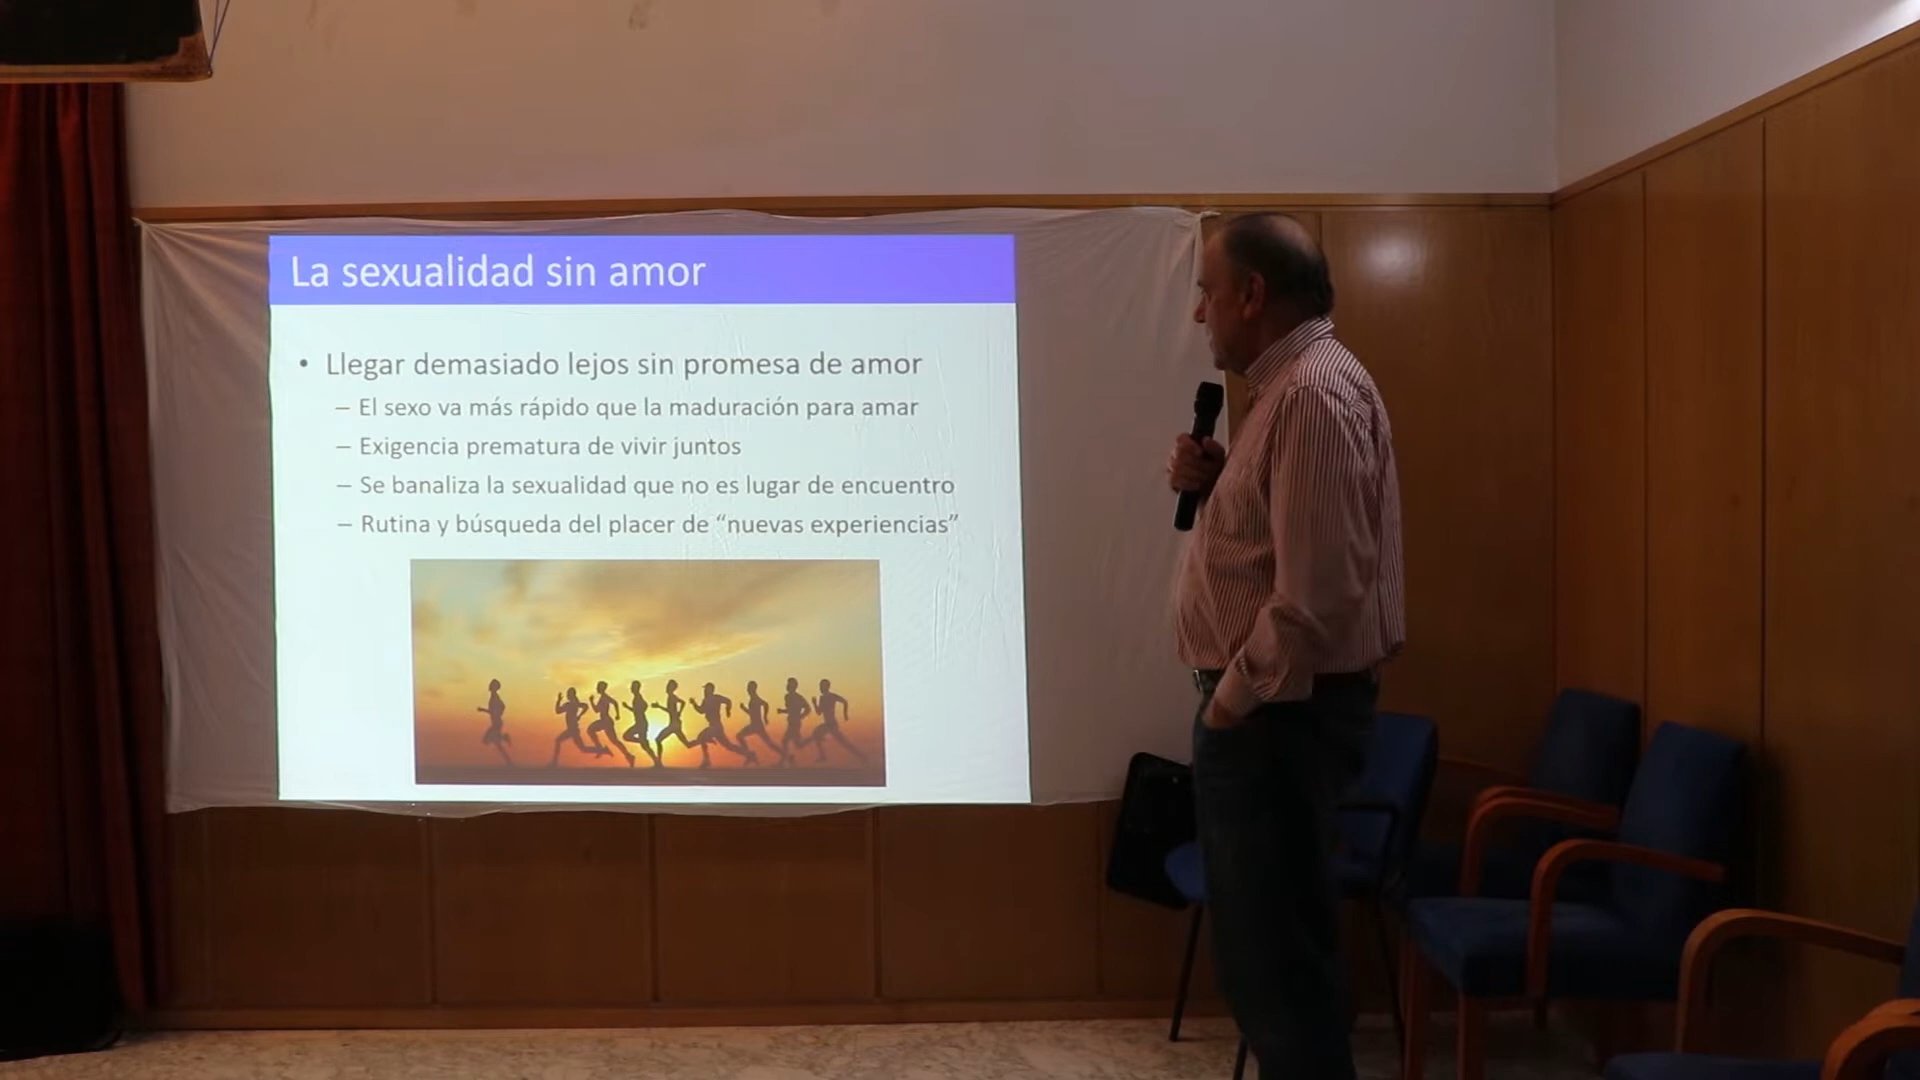 La sexualidad sin amor
• Llegar demasiado lejos sin promesa de amor
– El sexo va más rápido que la maduración para amar
– Exigencia prematura de vivir juntos
– Se banaliza la sexualidad que no es lugar de encuentro
– Rutina y búsqueda del placer de “nuevas experiencias”